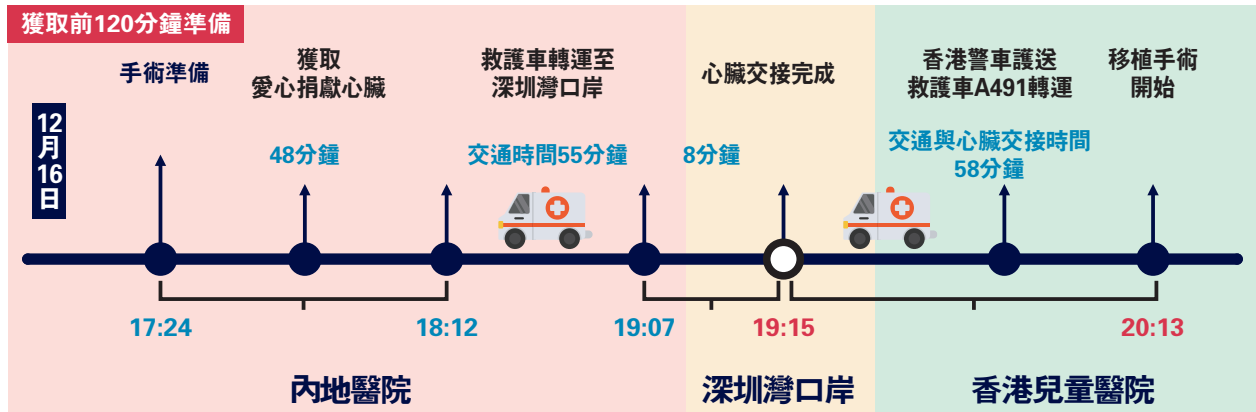 獲取前120分鐘準備
12月16日
手術準備
獲取
愛心捐獻心臟
救護車轉運至
深圳灣口岸
心臟交接完成
香港警車護送
救護車A491轉運
移植手術
開始
48分鐘
交通時間55分鐘
8分鐘
交通與心臟交接時間
58分鐘
17:24
18:12
19:07
19:15
20:13
內地醫院
深圳灣口岸
香港兒童醫院